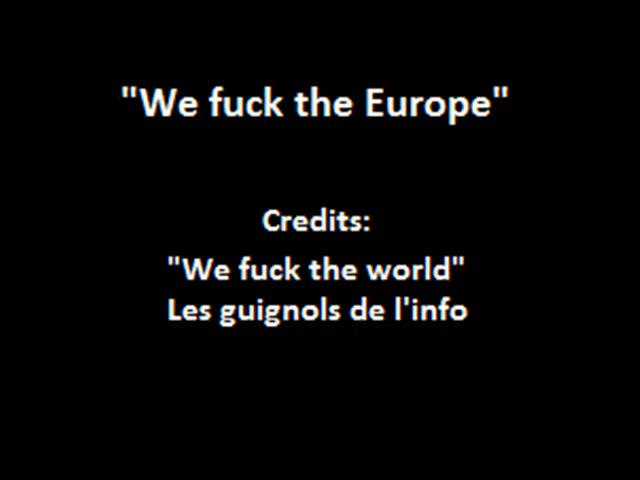 "We fuck the Europe"
Credits:
"We fuck the world"
Les guignols de l'info